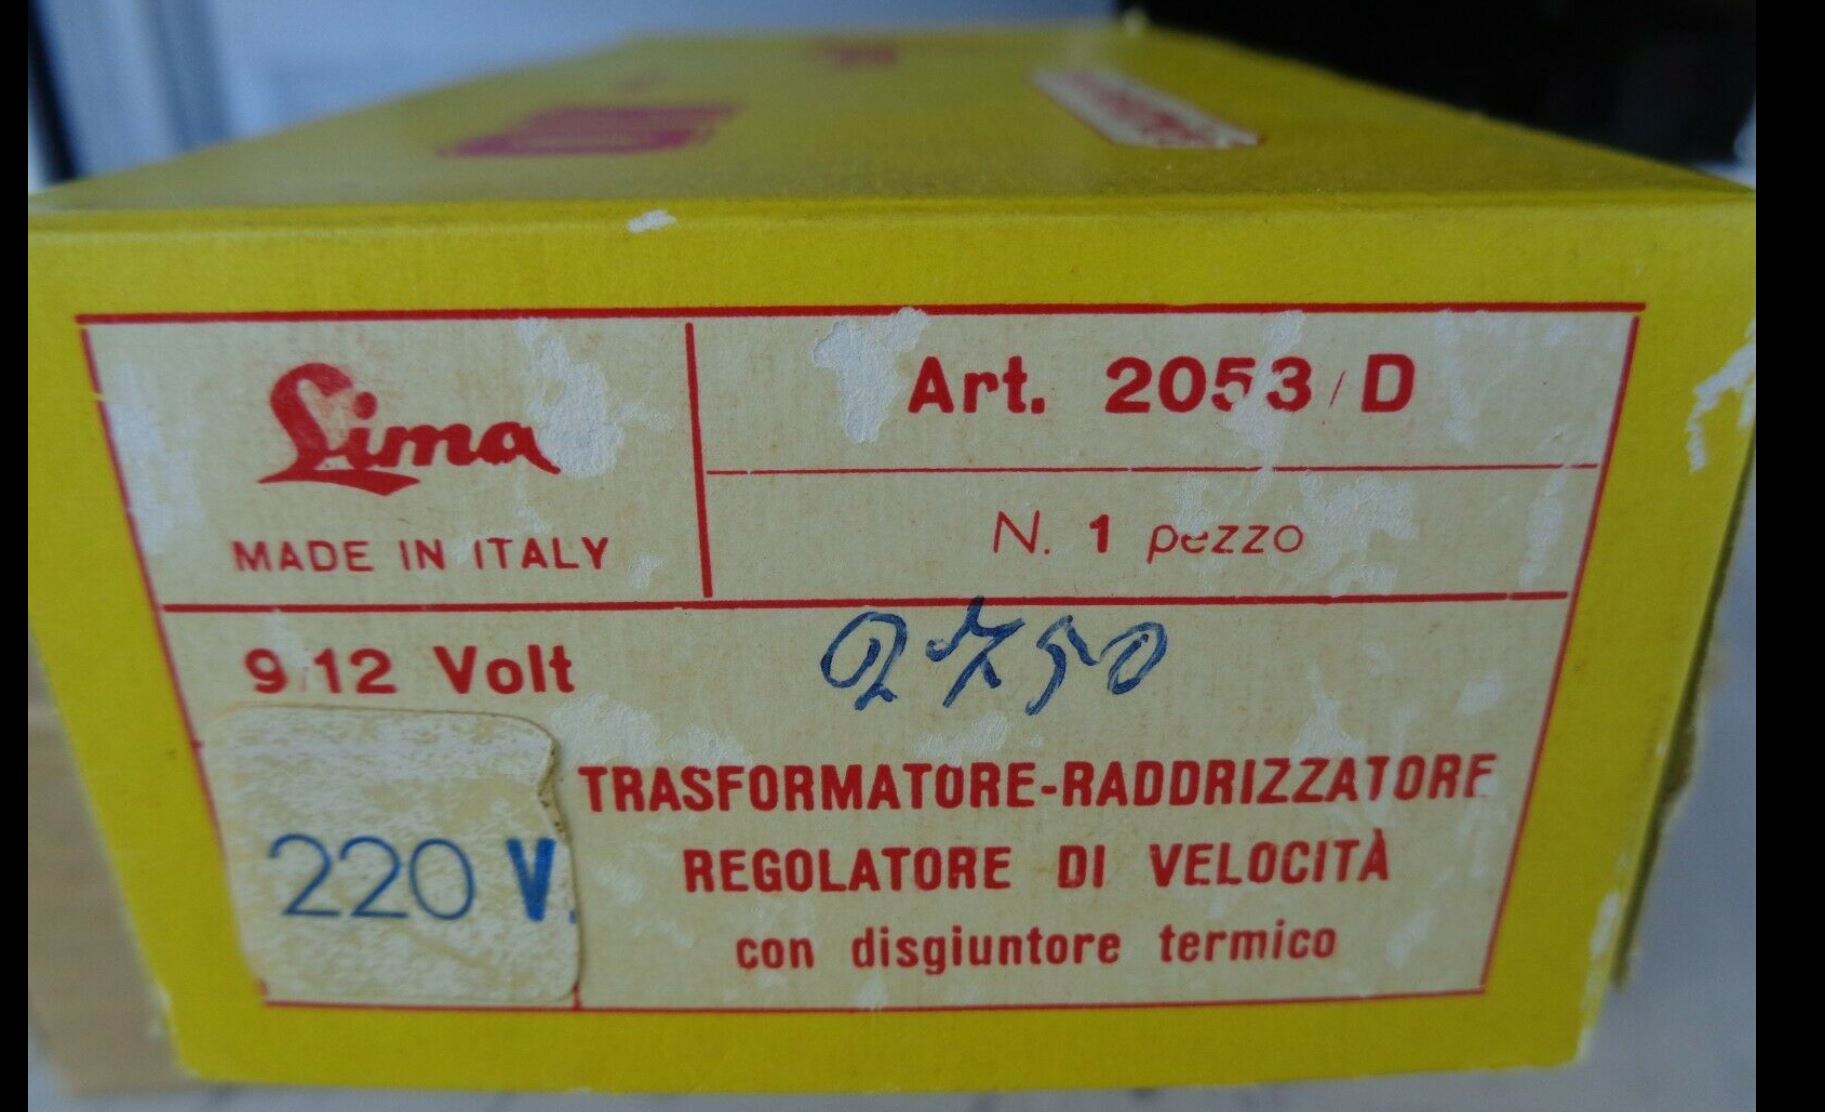 Lima
MADE IN ITALY
Art. 2053/D
N. 1 pezzo
9/12 Volt
2750
220 V.
TRASFORMATORE-RADDRIZZATORE
REGOLATORE DI VELOCITÀ
con disgiuntore termico